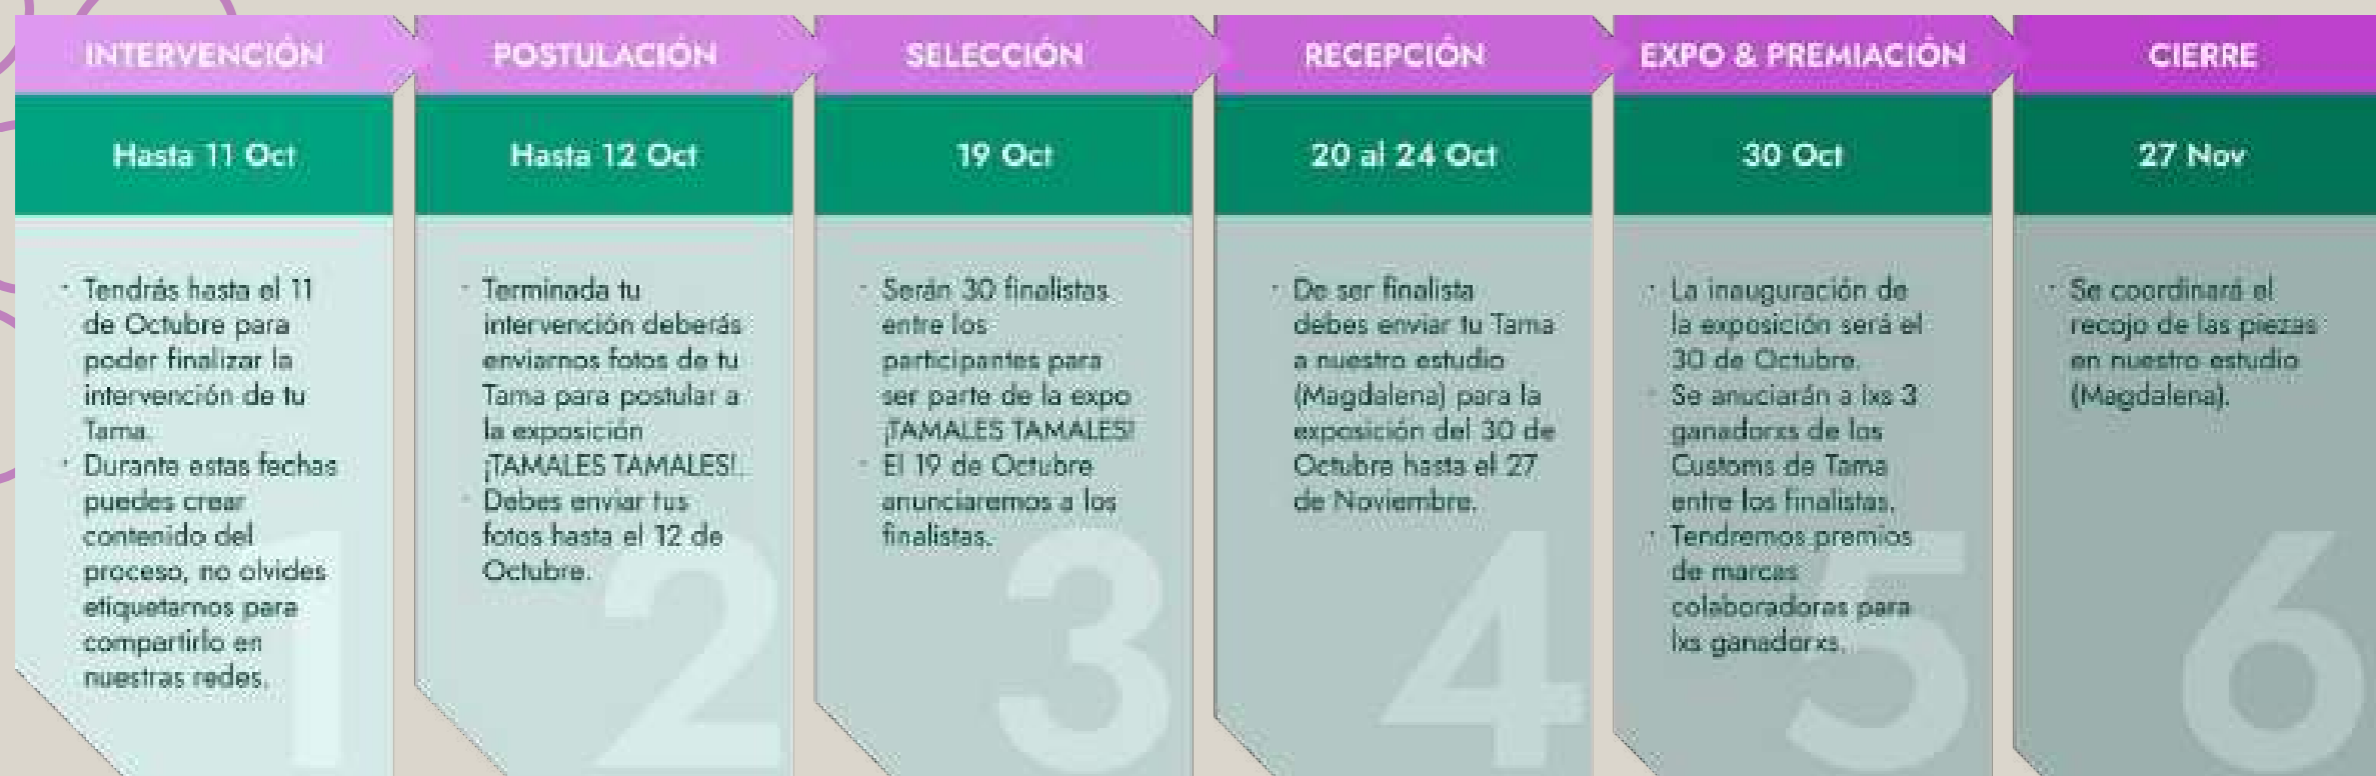 INTERVENCIÓN
Hasta 11 Oct
· Tendrás hasta el 11
de Octubre para
poder finalizar la
intervención de tu
Tama.
· Durante estas fechas
puedes crear
contenido del
proceso, no olvides
etiquetarnos para
compartirlo en
nuestras redes.
1
POSTULACIÓN
Hasta 12 Oct
· Terminada tu
intervención deberás
enviarnos fotos de tu
Tama para postular a
la exposición
¡TAMALES TAMALES!.
· Debes enviar tus
fotos hasta el 12 de
Octubre.
2
SELECCIÓN
19 Oct
· Serán 30 finalistas
entre los
participantes para
ser parte de la expo
¡TAMALES TAMALES!
· El 19 de Octubre
anunciaremos a los
finalistas.
3
RECEPCIÓN
20 al 24 Oct
· De ser finalista
debes enviar tu Tama
a nuestro estudio
(Magdalena) para la
exposición del 30 de
Octubre hasta el 27
de Noviembre.
4
EXPO & PREMIACIÓN
30 Oct
· La inauguración de
la exposición será el
30 de Octubre.
· Se anuciarán a lxs 3
ganadorxs de los
Customs de Tama
entre los finalistas.
· Tendremos premios
de marcas
colaboradoras para
lxs ganadorxs.
5
CIERRE
27 Nov
· Se coordinará el
recojo de las piezas
en nuestro estudio
(Magdalena).
6